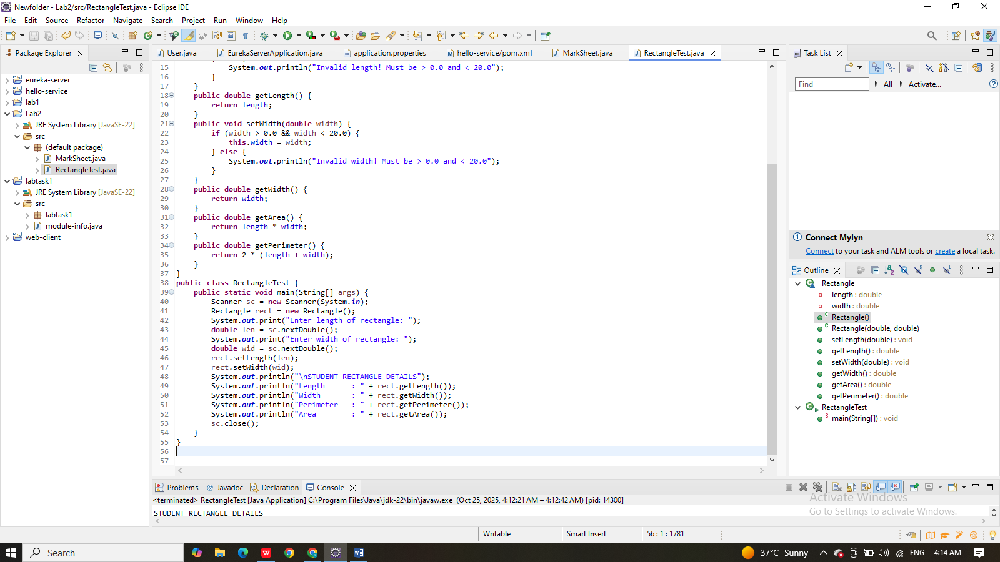 Newfolder - Lab2/src/RectangleTest.java - Eclipse IDE
File Edit Source Refactor Navigate Search Project Run Window Help
Package Explorer
eureka-server
hello-service
lab1
Lab2
JRE System Library [JavaSE-22]
src
(default package)
MarkSheet.java
RectangleTest.java
labtask1
JRE System Library [JavaSE-22]
src
labtask1
module-info.java
web-client
User.java EurekaServerApplication.java application.properties hello-service/pom.xml MarkSheet.java RectangleTest.java
15 System.out.println("Invalid length! Must be > 0.0 and < 20.0");
16 }
17 }
18 public double getLength() {
19 return length;
20 }
21 public void setWidth(double width) {
22 if (width > 0.0 && width < 20.0) {
23 this.width = width;
24 } else {
25 System.out.println("Invalid width! Must be > 0.0 and < 20.0");
26 }
27 }
28 public double getWidth() {
29 return width;
30 }
31 public double getArea() {
32 return length * width;
33 }
34 public double getPerimeter() {
35 return 2 * (length + width);
36 }
37 }
38 public class RectangleTest {
39 public static void main(String[] args) {
40 Scanner sc = new Scanner(System.in);
41 Rectangle rect = new Rectangle();
42 System.out.print("Enter length of rectangle: ");
43 double len = sc.nextDouble();
44 System.out.print("Enter width of rectangle: ");
45 double wid = sc.nextDouble();
46 rect.setLength(len);
47 rect.setWidth(wid);
48 System.out.println("\nSTUDENT RECTANGLE DETAILS");
49 System.out.println("Length      : " + rect.getLength());
50 System.out.println("Width       : " + rect.getWidth());
51 System.out.println("Perimeter   : " + rect.getPerimeter());
52 System.out.println("Area        : " + rect.getArea());
53 sc.close();
54 }
55 }
56
57
Task List
Find All Activate...
Connect Mylyn
Connect to your task and ALM tools or create a local task.
Outline
Rectangle
length : double
width : double
Rectangle()
Rectangle(double, double)
setLength(double) : void
getLength() : double
setWidth(double) : void
getWidth() : double
getArea() : double
getPerimeter() : double
RectangleTest
main(String[]) : void
Problems Javadoc Declaration Console
<terminated> RectangleTest [Java Application] C:\Program Files\Java\jdk-22\bin\javaw.exe (Oct 25, 2025, 4:12:21 AM – 4:12:42 AM) [pid: 14300]
STUDENT RECTANGLE DETAILS
Activate Windows
Go to Settings to activate Windows.
Writable Smart Insert 56 : 1 : 1781
Search 37°C Sunny ENG 4:14 AM